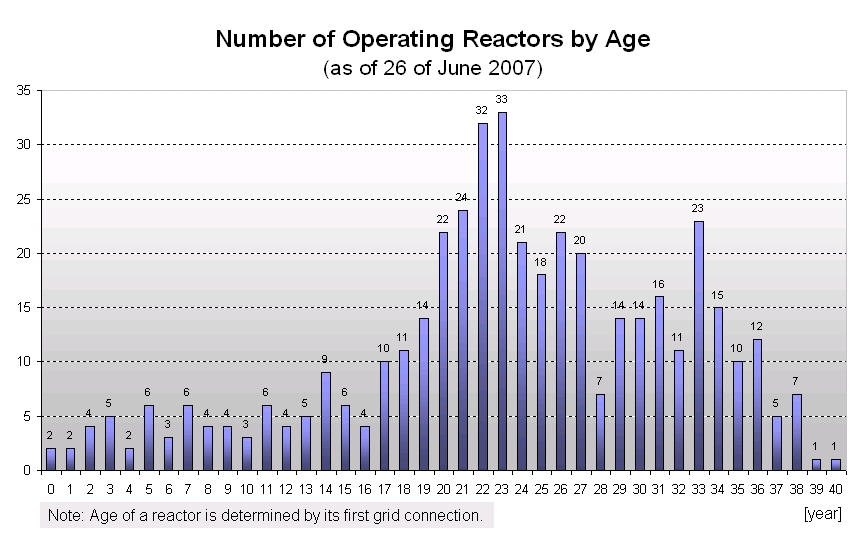 Number of Operating Reactors by Age
(as of 26 of June 2007)
35
30
25
20
15
10
5
0
2 2 4 5 2 6 3 6 4 4 3 6 4 5 9 6 4 10 11 14 22 24 32 33 21 18 22 20 7 14 14 16 11 23 15 10 12 5 7 1 1
0 1 2 3 4 5 6 7 8 9 10 11 12 13 14 15 16 17 18 19 20 21 22 23 24 25 26 27 28 29 30 31 32 33 34 35 36 37 38 39 40
Note: Age of a reactor is determined by its first grid connection.
[year]